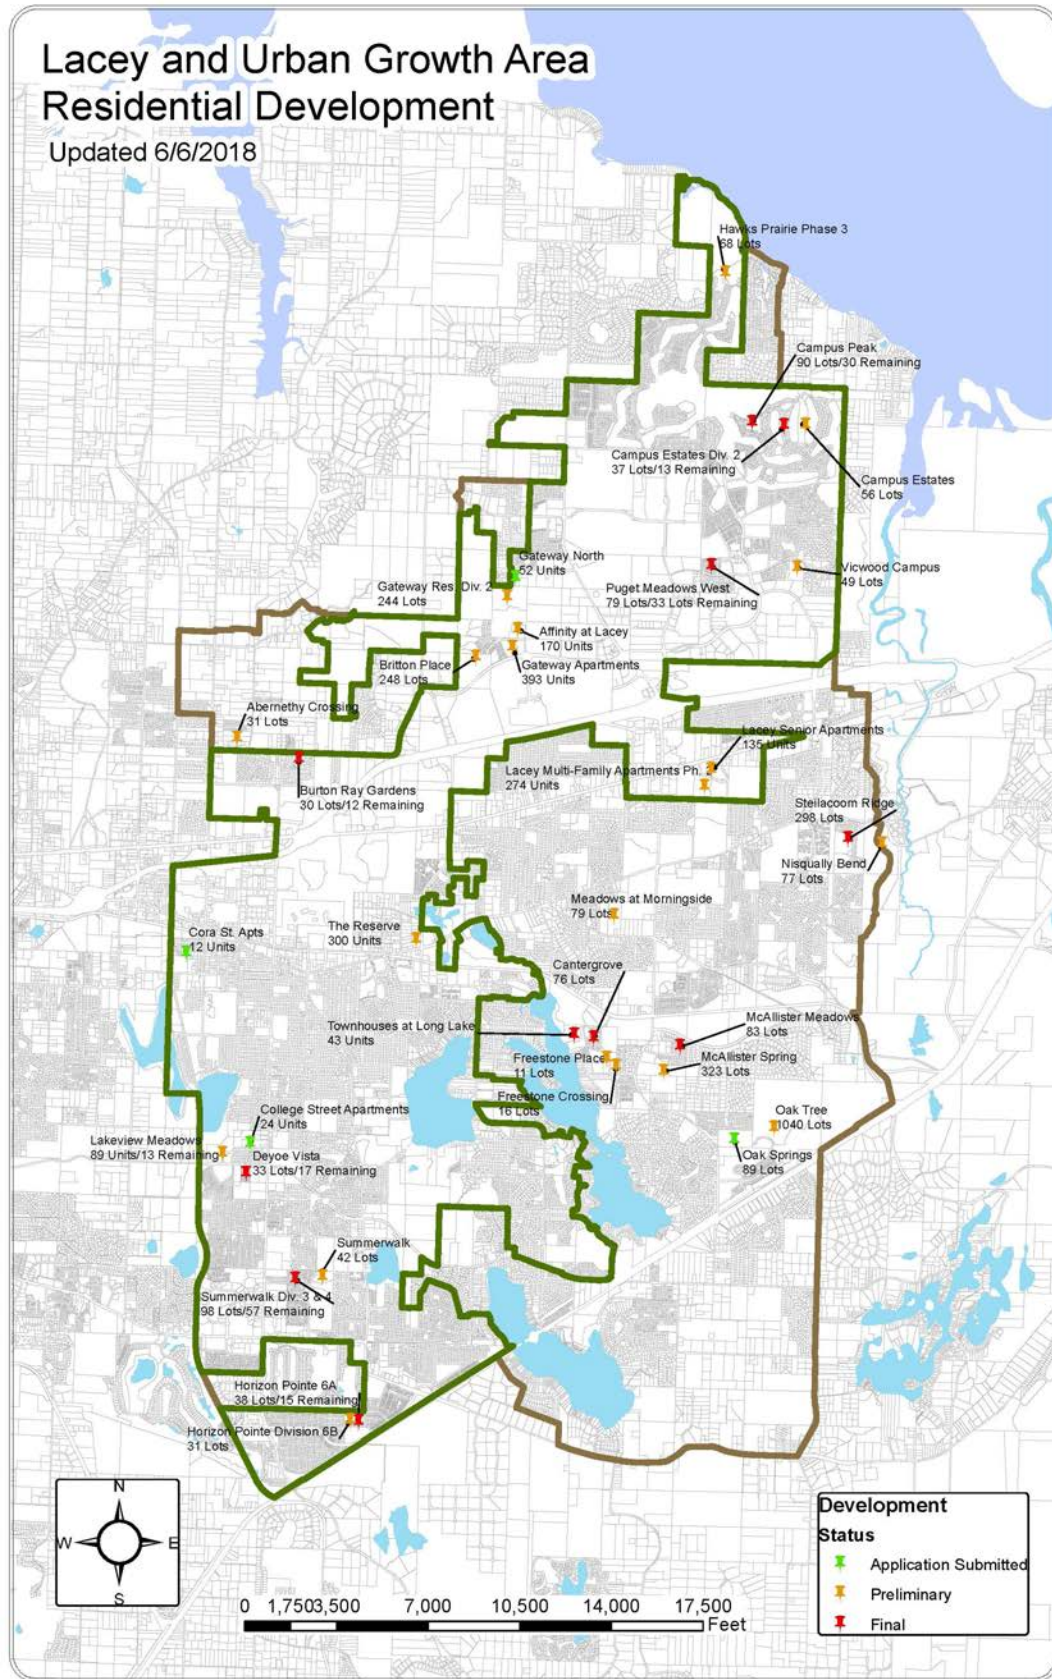 Lacey and Urban Growth Area
Residential Development
Updated 6/6/2018
Hawks Prairie Phase 3
68 Lots
Campus Peak
90 Lots/30 Remaining
Campus Estates Div. 2
37 Lots/13 Remaining
Campus Estates
56 Lots
Gateway North
52 Units
Gateway Res. Div. 2
244 Lots
Puget Meadows West
79 Lots/33 Lots Remaining
Vicwood Campus
49 Lots
Affinity at Lacey
170 Units
Britton Place
248 Lots
Gateway Apartments
393 Units
Abernethy Crossing
31 Lots
Lacey Senior Apartments
135 Units
Lacey Multi-Family Apartments Ph. 2
274 Units
Burton Ray Gardens
30 Lots/12 Remaining
Steilacoom Ridge
298 Lots
Nisqually Bend
77 Lots
Meadows at Morningside
79 Lots
The Reserve
300 Units
Cora St. Apts
12 Units
Cantergrove
76 Lots
Townhouses at Long Lake
43 Units
McAllister Meadows
83 Lots
Freestone Place
11 Lots
McAllister Spring
323 Lots
Freestone Crossing
16 Lots
College Street Apartments
24 Units
Oak Tree
1040 Lots
Lakeview Meadows
89 Units/13 Remaining
Deyoe Vista
33 Lots/17 Remaining
Oak Springs
89 Lots
Summerwalk
42 Lots
Summerwalk Div. 3 & 4
98 Lots/57 Remaining
Horizon Pointe 6A
38 Lots/15 Remaining
Horizon Pointe Division 6B
31 Lots
N
W E
S
Development
Status
Application Submitted
Preliminary
Final
0 1,750 3,500 7,000 10,500 14,000 17,500
Feet